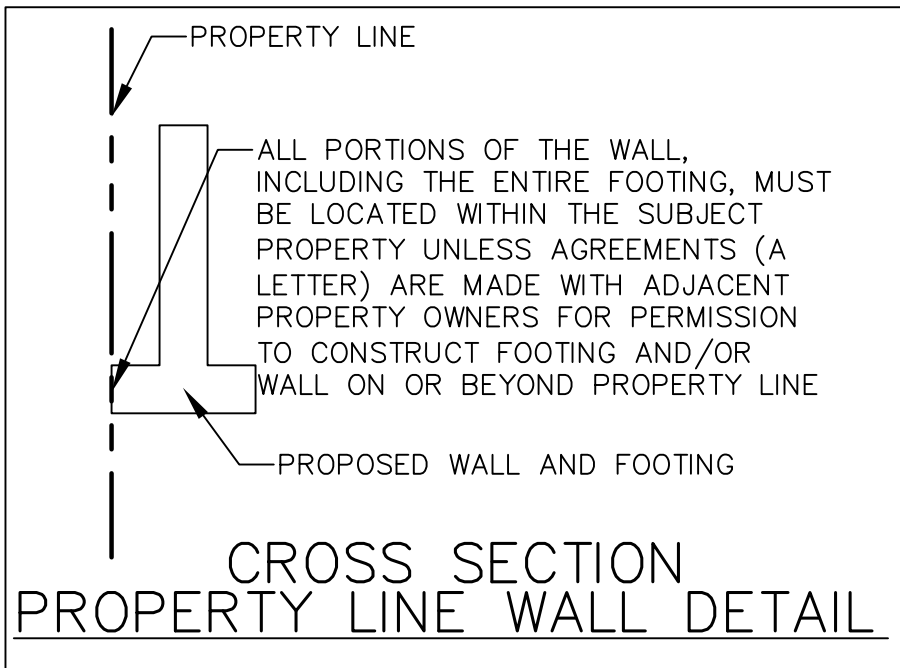 PROPERTY LINE
ALL PORTIONS OF THE WALL,
INCLUDING THE ENTIRE FOOTING, MUST
BE LOCATED WITHIN THE SUBJECT
PROPERTY UNLESS AGREEMENTS (A
LETTER) ARE MADE WITH ADJACENT
PROPERTY OWNERS FOR PERMISSION
TO CONSTRUCT FOOTING AND/OR
WALL ON OR BEYOND PROPERTY LINE
PROPOSED WALL AND FOOTING
CROSS SECTION
PROPERTY LINE WALL DETAIL